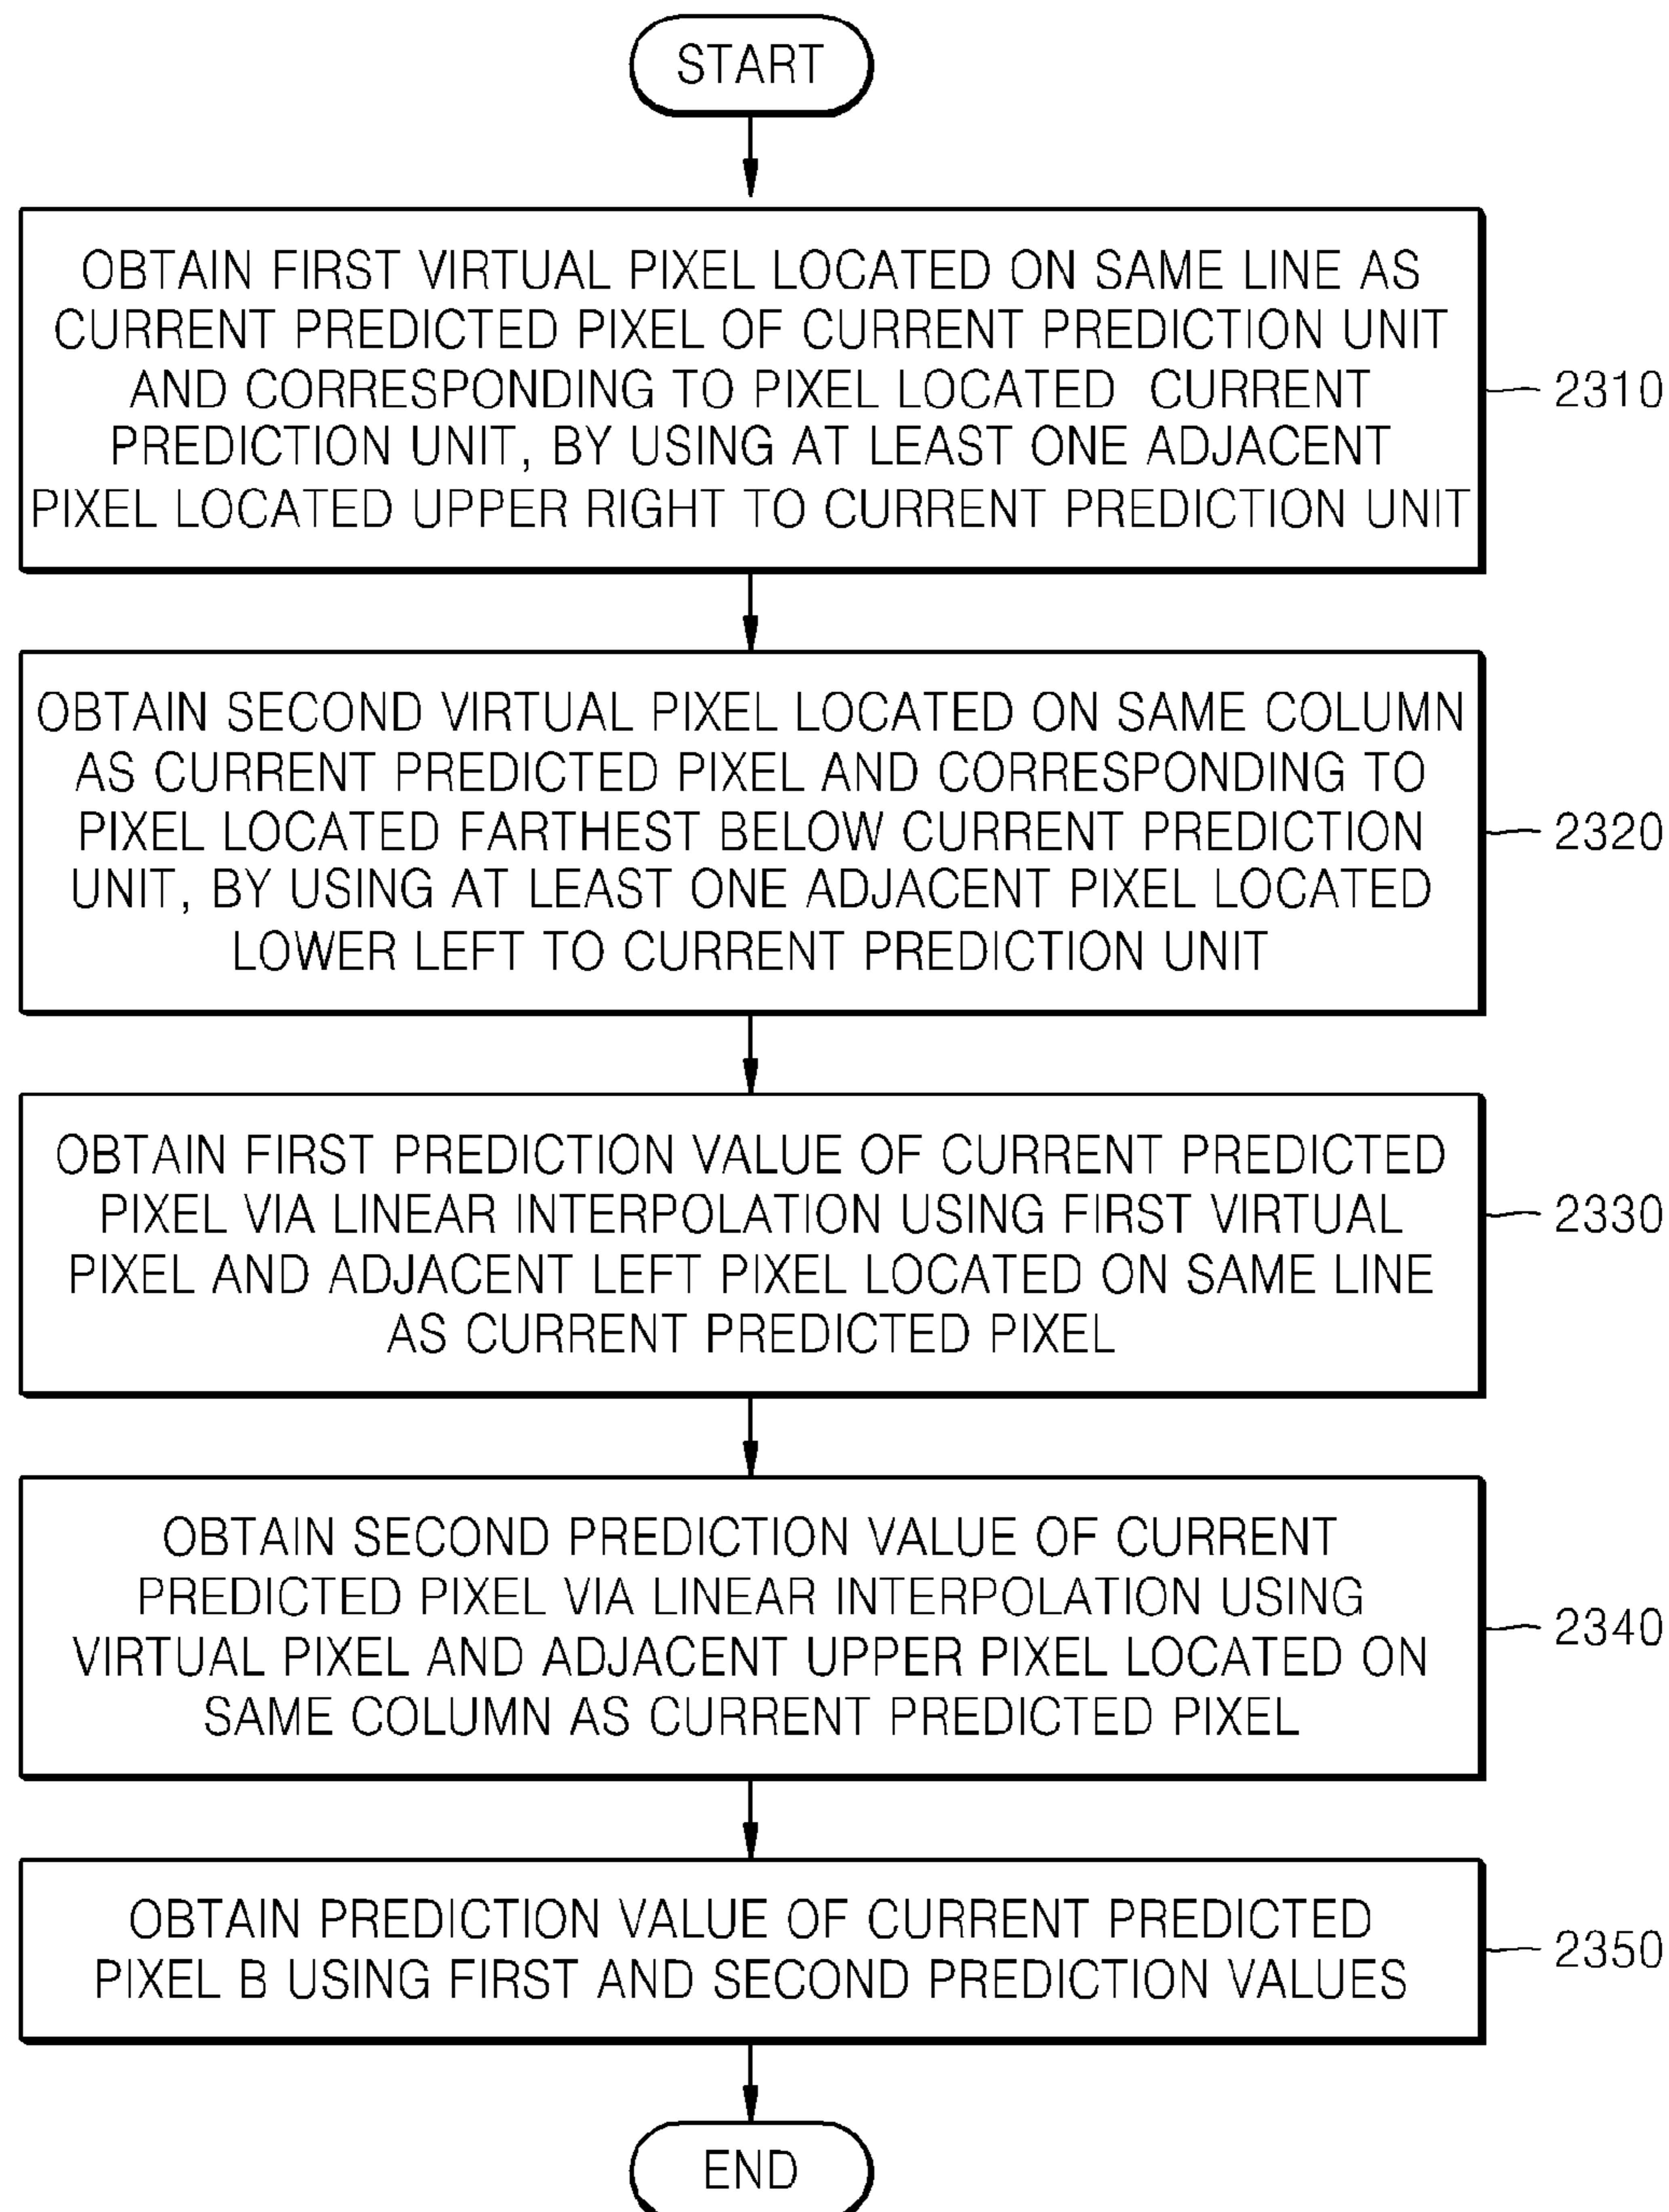 START
OBTAIN FIRST VIRTUAL PIXEL LOCATED ON SAME LINE AS
CURRENT PREDICTED PIXEL OF CURRENT PREDICTION UNIT
AND CORRESPONDING TO PIXEL LOCATED CURRENT
PREDICTION UNIT, BY USING AT LEAST ONE ADJACENT
PIXEL LOCATED UPPER RIGHT TO CURRENT PREDICTION UNIT
2310
OBTAIN SECOND VIRTUAL PIXEL LOCATED ON SAME COLUMN
AS CURRENT PREDICTED PIXEL AND CORRESPONDING TO
PIXEL LOCATED FARTHEST BELOW CURRENT PREDICTION
UNIT, BY USING AT LEAST ONE ADJACENT PIXEL LOCATED
LOWER LEFT TO CURRENT PREDICTION UNIT
2320
OBTAIN FIRST PREDICTION VALUE OF CURRENT PREDICTED
PIXEL VIA LINEAR INTERPOLATION USING FIRST VIRTUAL
PIXEL AND ADJACENT LEFT PIXEL LOCATED ON SAME LINE
AS CURRENT PREDICTED PIXEL
2330
OBTAIN SECOND PREDICTION VALUE OF CURRENT
PREDICTED PIXEL VIA LINEAR INTERPOLATION USING
VIRTUAL PIXEL AND ADJACENT UPPER PIXEL LOCATED ON
SAME COLUMN AS CURRENT PREDICTED PIXEL
2340
OBTAIN PREDICTION VALUE OF CURRENT PREDICTED
PIXEL B USING FIRST AND SECOND PREDICTION VALUES
2350
END